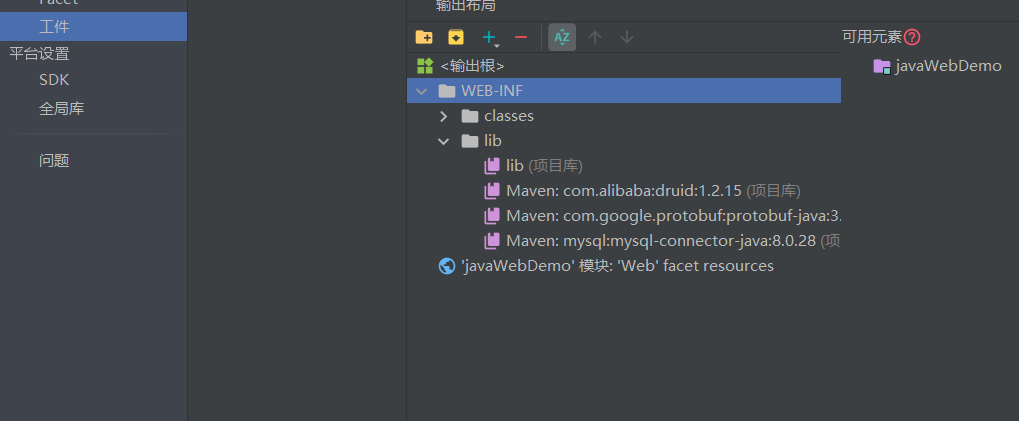 Facet
工件
平台设置
SDK
全局库
问题
输出布局
AZ
可用元素
<输出根>
javaWebDemo
WEB-INF
classes
lib
lib (项目库)
Maven: com.alibaba:druid:1.2.15 (项目库)
Maven: com.google.protobuf:protobuf-java:3.
Maven: mysql:mysql-connector-java:8.0.28 (项
'javaWebDemo' 模块: 'Web' facet resources